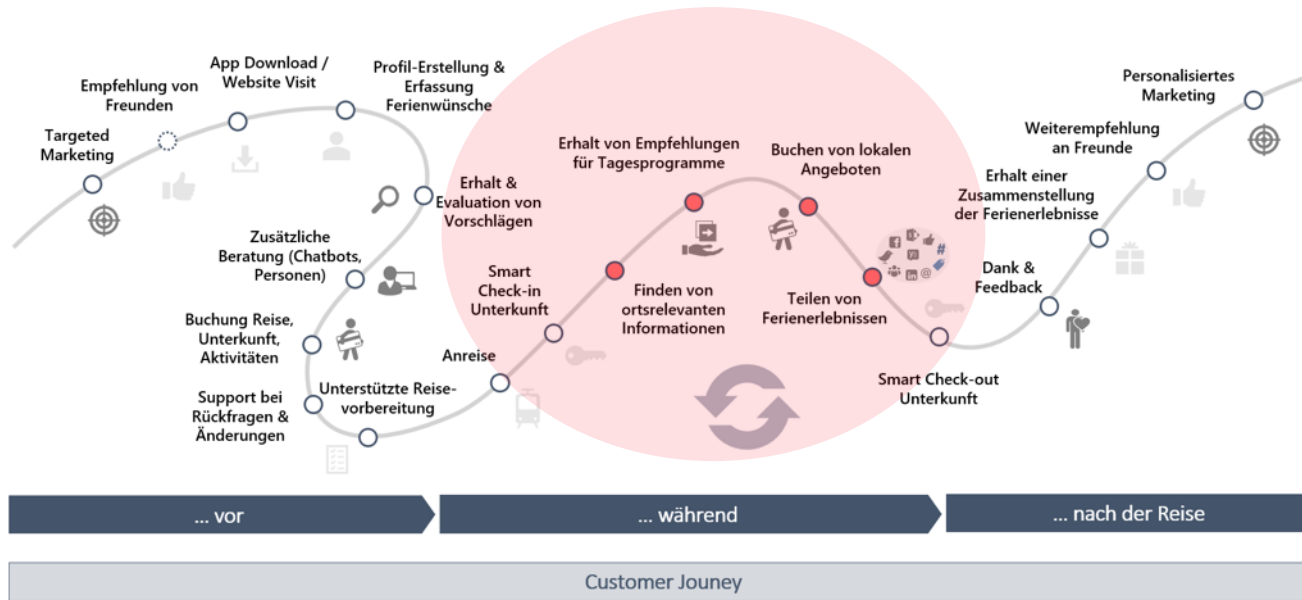 Targeted
Marketing
Empfehlung von
Freunden
App Download /
Website Visit
Profil-Erstellung &
Erfassung
Ferienwünsche
Erhalt &
Evaluation von
Vorschlägen
Zusätzliche
Beratung (Chatbots,
Personen)
Buchung Reise,
Unterkunft,
Aktivitäten
Support bei
Rückfragen &
Änderungen
Unterstützte Reise-
vorbereitung
Anreise
Smart
Check-in
Unterkunft
Finden von
ortsrelevanten
Informationen
Erhalt von Empfehlungen
für Tagesprogramme
Buchen von lokalen
Angeboten
Teilen von
Ferienerlebnissen
Smart Check-out
Unterkunft
Dank &
Feedback
Erhalt einer
Zusammenstellung
der Ferienerlebnisse
Weiterempfehlung
an Freunde
Personalisiertes
Marketing
... vor
... während
... nach der Reise
Customer Jouney